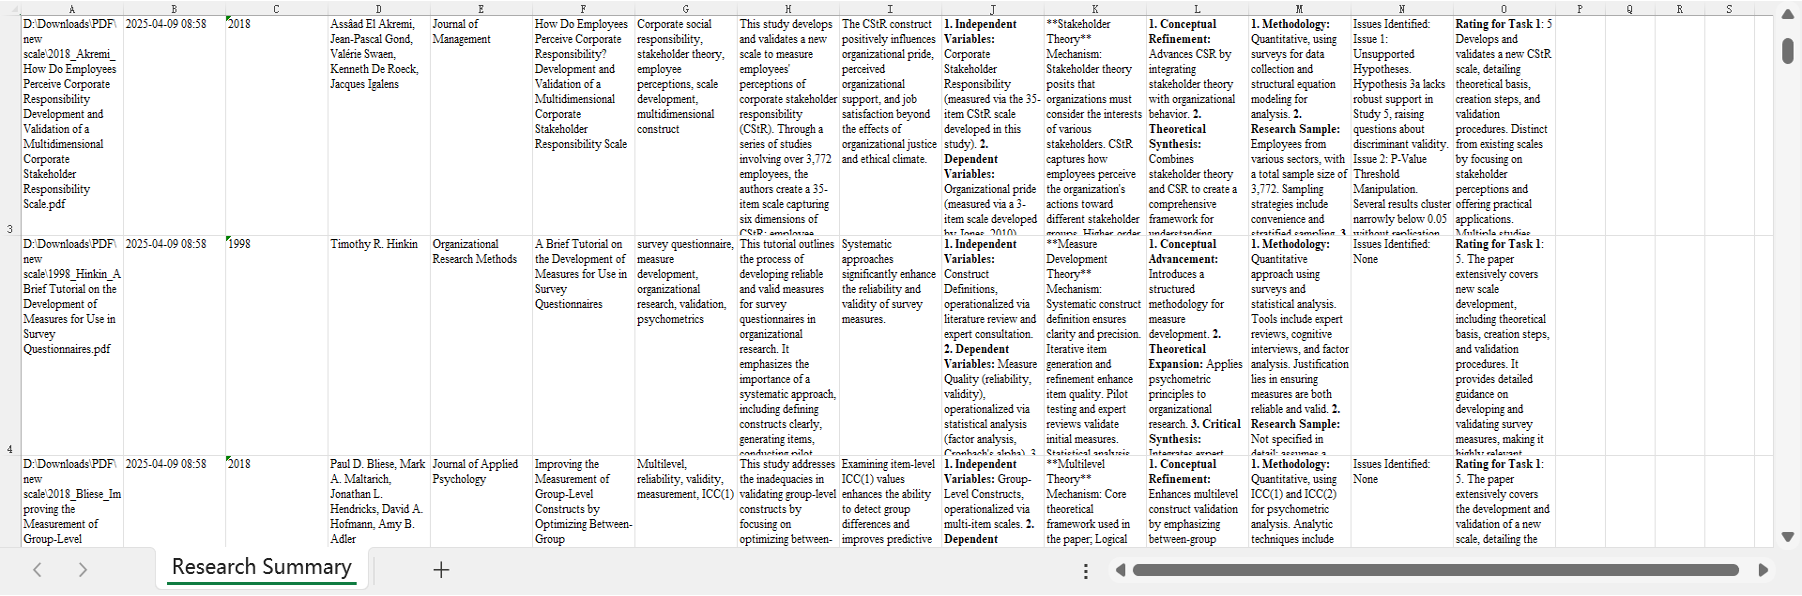 A B C D E F G H I J K L M N O P Q R S
3
D:\Downloads\PDF\
new
scale\2018_Akremi_
How Do Employees
Perceive Corporate
Responsibility
Development and
Validation of a
Multidimensional
Corporate
Stakeholder
Responsibility
Scale.pdf
2025-04-09 08:58
2018
Assâad El Akremi,
Jean-Pascal Gond,
Valérie Swaen,
Kenneth De Roeck,
Jacques Igalens
Journal of
Management
How Do Employees
Perceive Corporate
Responsibility?
Development and
Validation of a
Multidimensional
Corporate
Stakeholder
Responsibility Scale
Corporate social
responsibility,
stakeholder theory,
employee
perceptions, scale
development,
multidimensional
construct
This study develops
and validates a new
scale to measure
employees'
perceptions of
corporate stakeholder
responsibility
(CStR). Through a
series of studies
involving over 3,772
employees, the
authors create a 35-
item scale capturing
six dimensions of
CStR: employee
The CStR construct
positively influences
organizational pride,
perceived
organizational
support, and job
satisfaction beyond
the effects of
organizational justice
and ethical climate.
1. Independent
Variables:
Corporate
Stakeholder
Responsibility
(measured via the 35-
item CStR scale
developed in this
study). 2.
Dependent
Variables:
Organizational pride
(measured via a 3-
item scale developed
by Jones, 2010)
**Stakeholder
Theory**
Mechanism:
Stakeholder theory
posits that
organizations must
consider the interests
of various
stakeholders. CStR
captures how
employees perceive
the organization's
actions toward
different stakeholder
groups. Higher order
1. Conceptual
Refinement:
Advances CSR by
integrating
stakeholder theory
with organizational
behavior. 2.
Theoretical
Synthesis:
Combines
stakeholder theory
and CSR to create a
comprehensive
framework for
understanding
1. Methodology:
Quantitative, using
surveys for data
collection and
structural equation
modeling for
analysis. 2.
Research Sample:
Employees from
various sectors, with
a total sample size of
3,772. Sampling
strategies include
convenience and
stratified sampling. 3
Issues Identified:
Issue 1:
Unsupported
Hypotheses.
Hypothesis 3a lacks
robust support in
Study 5, raising
questions about
discriminant validity.
Issue 2: P-Value
Threshold
Manipulation.
Several results cluster
narrowly below 0.05
without replication
Rating for Task 1: 5
Develops and
validates a new CStR
scale, detailing
theoretical basis,
creation steps, and
validation
procedures. Distinct
from existing scales
by focusing on
stakeholder
perceptions and
offering practical
applications.
Multiple studies
4
D:\Downloads\PDF\
new
scale\1998_Hinkin_A
Brief Tutorial on the
Development of
Measures for Use in
Survey
Questionnaires.pdf
2025-04-09 08:58
1998
Timothy R. Hinkin
Organizational
Research Methods
A Brief Tutorial on
the Development of
Measures for Use in
Survey
Questionnaires
survey questionnaire,
measure
development,
organizational
research, validation,
psychometrics
This tutorial outlines
the process of
developing reliable
and valid measures
for survey
questionnaires in
organizational
research. It
emphasizes the
importance of a
systematic approach,
including defining
constructs clearly,
generating items,
conducting pilot
Systematic
approaches
significantly enhance
the reliability and
validity of survey
measures.
1. Independent
Variables:
Construct
Definitions,
operationalized via
literature review and
expert consultation.
2. Dependent
Variables: Measure
Quality (reliability,
validity),
operationalized via
statistical analysis
(factor analysis,
Cronbach's alpha). 3
**Measure
Development
Theory**
Mechanism:
Systematic construct
definition ensures
clarity and precision.
Iterative item
generation and
refinement enhance
item quality. Pilot
testing and expert
reviews validate
initial measures.
Statistical analysis
1. Conceptual
Advancement:
Introduces a
structured
methodology for
measure
development. 2.
Theoretical
Expansion: Applies
psychometric
principles to
organizational
research. 3. Critical
Synthesis:
Integrates expert
1. Methodology:
Quantitative
approach using
surveys and
statistical analysis.
Tools include expert
reviews, cognitive
interviews, and factor
analysis. Justification
lies in ensuring
measures are both
reliable and valid. 2.
Research Sample:
Not specified in
detail; assumes a
Issues Identified:
None
Rating for Task 1:
5. The paper
extensively covers
new scale
development,
including theoretical
basis, creation steps,
and validation
procedures. It
provides detailed
guidance on
developing and
validating survey
measures, making it
highly relevant
D:\Downloads\PDF\
new
scale\2018_Bliese_Im
proving the
Measurement of
Group-Level
2025-04-09 08:58
2018
Paul D. Bliese, Mark
A. Maltarich,
Jonathan L.
Hendricks, David A.
Hofmann, Amy B.
Adler
Journal of Applied
Psychology
Improving the
Measurement of
Group-Level
Constructs by
Optimizing Between-
Group
Multilevel,
reliability, validity,
measurement, ICC(1)
This study addresses
the inadequacies in
validating group-level
constructs by
focusing on
optimizing between-
Examining item-level
ICC(1) values
enhances the ability
to detect group
differences and
improves predictive
1. Independent
Variables: Group-
Level Constructs,
operationalized via
multi-item scales. 2.
Dependent
**Multilevel
Theory**
Mechanism: Core
theoretical
framework used in
the paper; Logical
1. Conceptual
Refinement:
Enhances multilevel
construct validation
by emphasizing
between-group
1. Methodology:
Quantitative, using
ICC(1) and ICC(2)
for psychometric
analysis. Analytic
techniques include
Issues Identified:
None
Rating for Task 1:
5. The paper
extensively covers
the development and
validation of a new
scale, detailing the
Research Summary